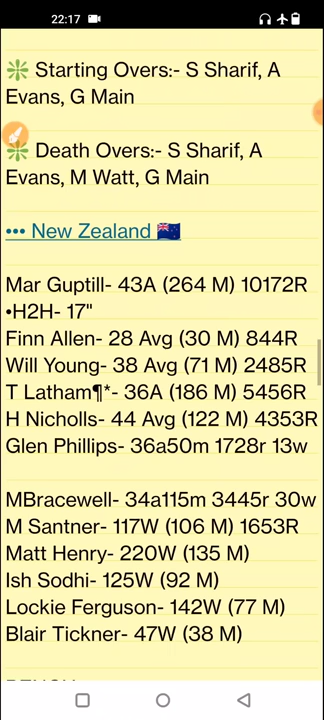 22:17
✳ Starting Overs:- S Sharif, A
Evans, G Main
✳ Death Overs:- S Sharif, A
Evans, M Watt, G Main
••• New Zealand 🇳🇿
Mar Guptill- 43A (264 M) 10172R
•H2H- 17"
Finn Allen- 28 Avg (30 M) 844R
Will Young- 38 Avg (71 M) 2485R
T Latham¶*- 36A (186 M) 5456R
H Nicholls- 44 Avg (122 M) 4353R
Glen Phillips- 36a50m 1728r 13w
MBracewell- 34a115m 3445r 30w
M Santner- 117W (106 M) 1653R
Matt Henry- 220W (135 M)
Ish Sodhi- 125W (92 M)
Lockie Ferguson- 142W (77 M)
Blair Tickner- 47W (38 M)